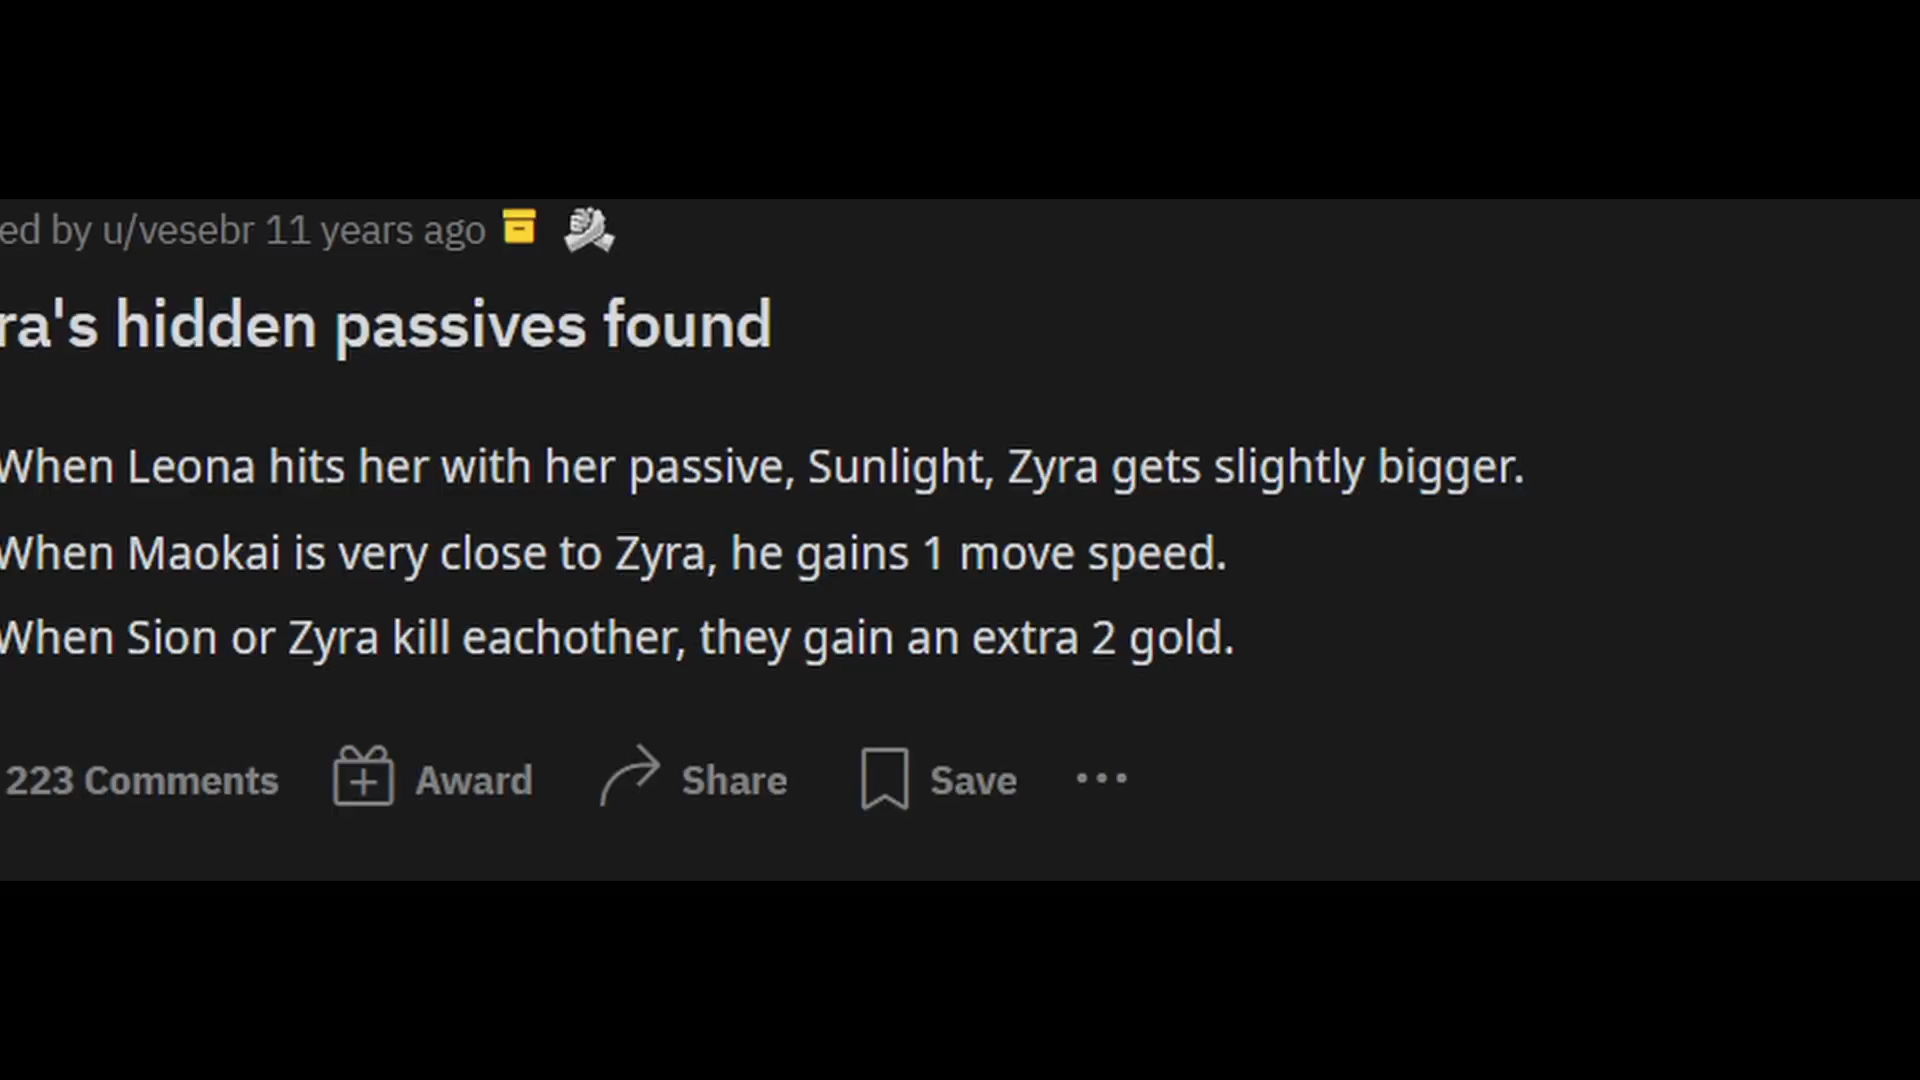 ed by u/vesebr 11 years ago
ra's hidden passives found
When Leona hits her with her passive, Sunlight, Zyra gets slightly bigger.
When Maokai is very close to Zyra, he gains 1 move speed.
When Sion or Zyra kill eachother, they gain an extra 2 gold.
223 Comments Award Share Save ...